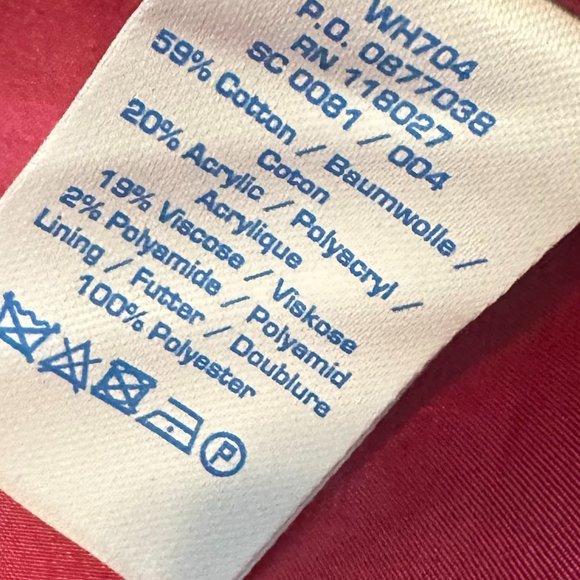 WH704
P.O. 0877038
RN 118027
SC 0081 / 004
59% Cotton / Baumwolle /
Coton
20% Acrylic / Polyacryl /
Acrylique
19% Viscose / Viskose
2% Polyamide / Polyamid
Lining / Futter / Doublure
100% Polyester
P